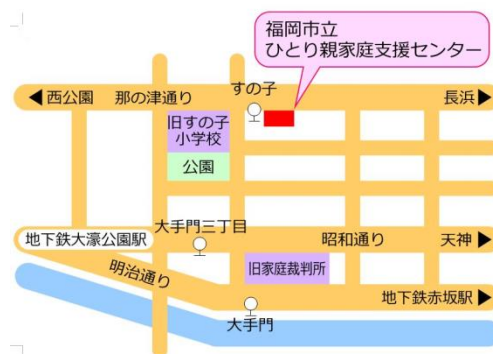 福岡市立
ひとり親家庭支援センター
すの子
◀西公園
那の津通り
長浜▶
旧すの子
小学校
公園
大手門三丁目
地下鉄大濠公園駅
昭和通り
天神▶
明治通り
旧家庭裁判所
地下鉄赤坂駅▶
大手門